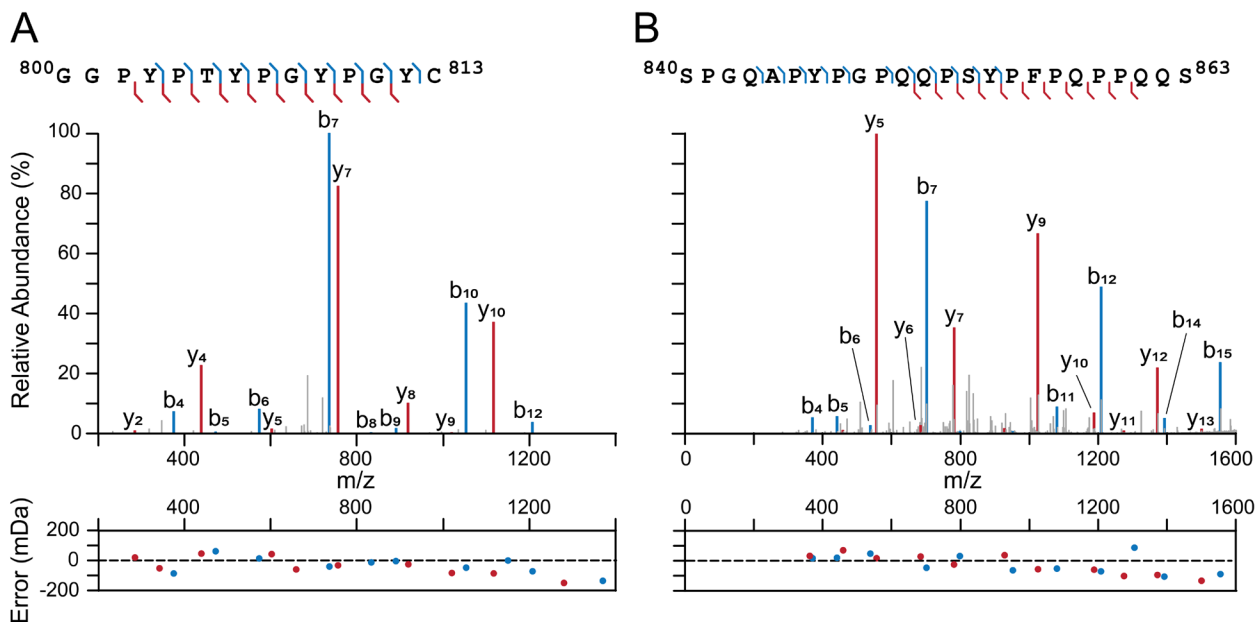 A B
800 G G P Y P T Y P G Y P G Y C 813
840 S P G Q A P Y P G P Q Q P S Y P F P Q P P Q Q S 863
Relative Abundance (%)
100
80
60
40
20
0
y2 b4 y4 b5 b6 y5 b7 y7 b8 b9 y8 y9 b10 y10 b12
400 800 1200
m/z
b4 b5 b6 y5 y6 b7 y7 y9 b11 y10 b12 y11 y12 b14 y13 b15
0 400 800 1200 1600
m/z
Error (mDa)
400 800 1200
200
0
-200
0 400 800 1200 1600